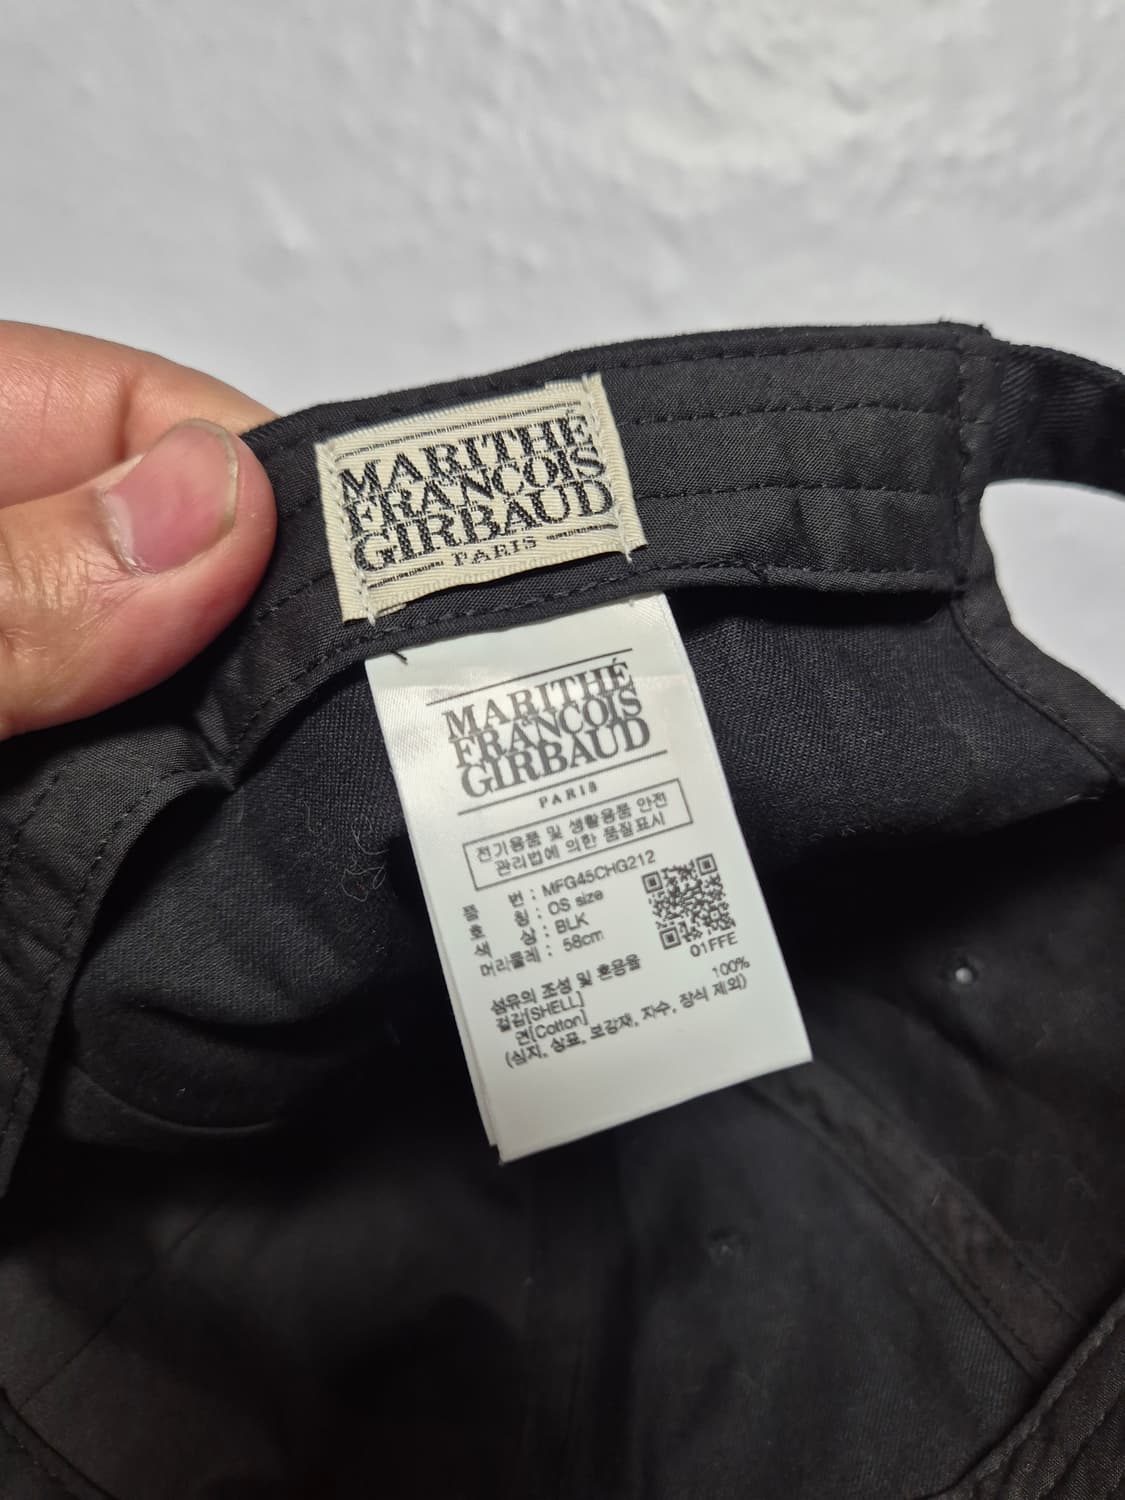 MARITHÉ
FRANCOIS
GIRBAUD
PARIS
MARITHÉ
&
FRANCOIS
GIRBAUD
PARIS
전기용품 및 생활용품 안전
관리법에 의한 품질표시
품 번 : MFG45CHG212
호 칭 : OS size
색 상 : BLK
머리둘레 : 58cm
01FFE
섬유의 조성 및 혼용율
겉감[SHELL]
면[Cotton] 100%
(심지, 상표, 보강재, 자수, 장식 제외)